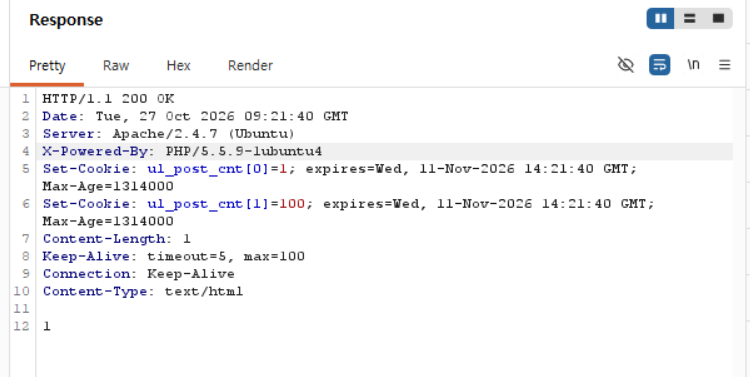 Response
Pretty Raw Hex Render \n
1 HTTP/1.1 200 OK
2 Date: Tue, 27 Oct 2026 09:21:40 GMT
3 Server: Apache/2.4.7 (Ubuntu)
4 X-Powered-By: PHP/5.5.9-1ubuntu4
5 Set-Cookie: ul_post_cnt[0]=1; expires=Wed, 11-Nov-2026 14:21:40 GMT;
Max-Age=1314000
6 Set-Cookie: ul_post_cnt[1]=100; expires=Wed, 11-Nov-2026 14:21:40 GMT;
Max-Age=1314000
7 Content-Length: 1
8 Keep-Alive: timeout=5, max=100
9 Connection: Keep-Alive
10 Content-Type: text/html
11
12 1